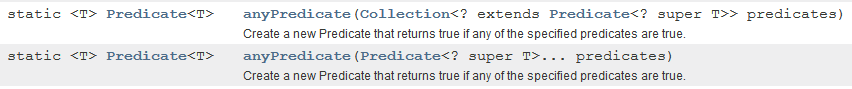 static <T> Predicate<T> anyPredicate(Collection<? extends Predicate<? super T>> predicates)
Create a new Predicate that returns true if any of the specified predicates are true.
static <T> Predicate<T> anyPredicate(Predicate<? super T>... predicates)
Create a new Predicate that returns true if any of the specified predicates are true.